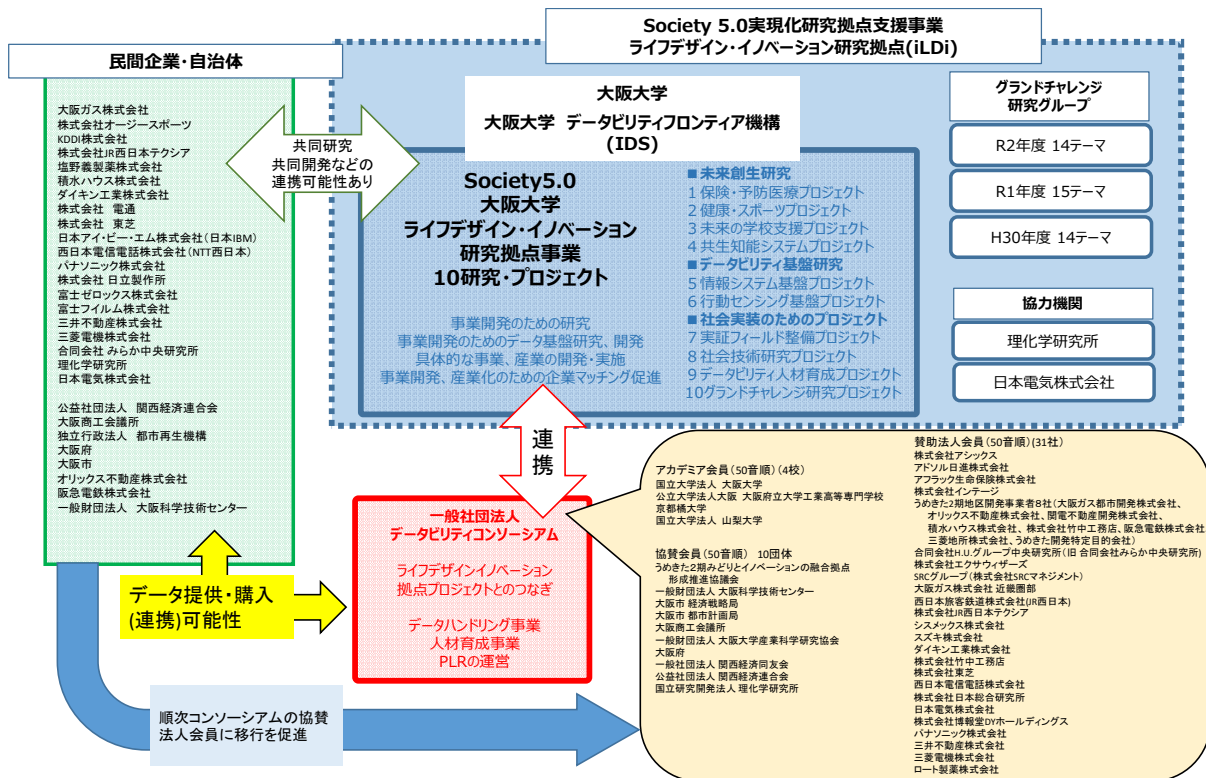 Society 5.0実現化研究拠点支援事業
ライフデザイン・イノベーション研究拠点(iLDi)
民間企業・自治体
大阪ガス株式会社
株式会社オージースポーツ
KDDI株式会社
株式会社JR西日本テクシア
塩野義製薬株式会社
積水ハウス株式会社
ダイキン工業株式会社
株式会社 電通
株式会社 東芝
日本アイ・ビー・エム株式会社(日本IBM)
西日本電信電話株式会社(NTT西日本)
パナソニック株式会社
株式会社 日立製作所
富士ゼロックス株式会社
富士フイルム株式会社
三井不動産株式会社
三菱電機株式会社
合同会社 みらか中央研究所
理化学研究所
日本電気株式会社
公益社団法人 関西経済連合会
大阪商工会議所
独立行政法人 都市再生機構
大阪府
大阪市
オリックス不動産株式会社
阪急電鉄株式会社
一般財団法人 大阪科学技術センター
共同研究
共同開発などの
連携可能性あり
大阪大学
大阪大学 データビリティフロンティア機構
(IDS)
Society5.0
大阪大学
ライフデザイン・イノベーション
研究拠点事業
10研究・プロジェクト
事業開発のための研究
事業開発のためのデータ基盤研究、開発
具体的な事業、産業の開発・実施
事業開発、産業化のための企業マッチング促進
■未来創生研究
1 保険・予防医療プロジェクト
2 健康・スポーツプロジェクト
3 未来の学校支援プロジェクト
4 共生知能システムプロジェクト
■データビリティ基盤研究
5 情報システム基盤プロジェクト
6 行動センシング基盤プロジェクト
■社会実装のためのプロジェクト
7 実証フィールド整備プロジェクト
8 社会技術研究プロジェクト
9 データビリティ人材育成プロジェクト
10グランドチャレンジ研究プロジェクト
グランドチャレンジ
研究グループ
R2年度 14テーマ
R1年度 15テーマ
H30年度 14テーマ
協力機関
理化学研究所
日本電気株式会社
連
携
一般社団法人
データビリティコンソーシアム
ライフデザインイノベーション
拠点プロジェクトとのつなぎ
データハンドリング事業
人材育成事業
PLRの運営
データ提供・購入
(連携)可能性
順次コンソーシアムの協賛
法人会員に移行を促進
アカデミア会員(50音順)(4校)
国立大学法人 大阪大学
公立大学法人大阪 大阪府立大学工業高等専門学校
京都橘大学
国立大学法人 山梨大学
協賛会員(50音順) 10団体
うめきた2期みどりとイノベーションの融合拠点
形成推進協議会
一般財団法人 大阪科学技術センター
大阪市 経済戦略局
大阪市 都市計画局
大阪商工会議所
一般財団法人 大阪大学産業科学研究協会
大阪府
一般社団法人 関西経済同友会
公益社団法人 関西経済連合会
国立研究開発法人 理化学研究所
賛助法人会員(50音順)(31社)
株式会社アシックス
アドソル日進株式会社
アフラック生命保険株式会社
株式会社インテージ
うめきた2期地区開発事業者8社(大阪ガス都市開発株式会社、
オリックス不動産株式会社、関電不動産開発株式会社、
積水ハウス株式会社、株式会社竹中工務店、阪急電鉄株式会社
三菱地所株式会社、うめきた開発特定目的会社)
合同会社H.U.グループ中央研究所(旧 合同会社みらか中央研究所)
株式会社エクサウィザーズ
SRCグループ(株式会社SRCマネジメント)
大阪ガス株式会社 近畿圏部
西日本旅客鉄道株式会社(JR西日本)
株式会社JR西日本テクシア
シスメックス株式会社
スズキ株式会社
ダイキン工業株式会社
株式会社竹中工務店
株式会社東芝
西日本電信電話株式会社
株式会社日本総合研究所
日本電気株式会社
株式会社博報堂DYホールディングス
パナソニック株式会社
三井不動産株式会社
三菱電機株式会社
ロート製薬株式会社